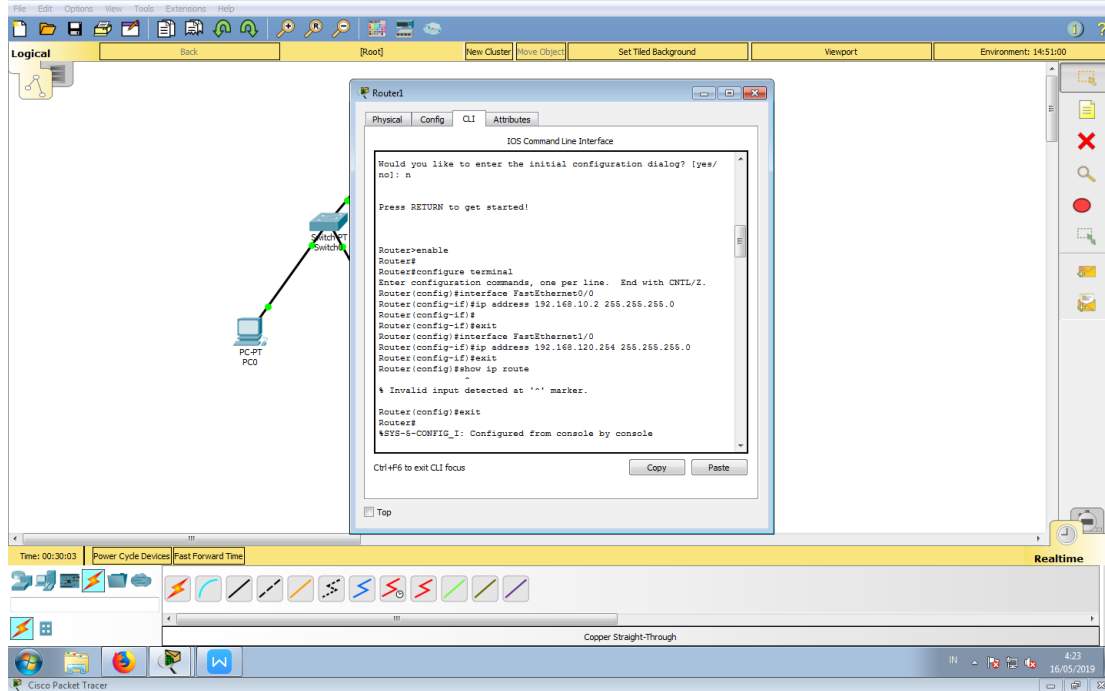 File Edit Options View Tools Extensions Help
Logical Back [Root] New Cluster Move Object Set Tiled Background Viewport Environment: 14:51:00
Router1
Physical Config CLI Attributes
IOS Command Line Interface
Would you like to enter the initial configuration dialog? [yes/
no]: n
Press RETURN to get started!
Router>enable
Router#
Router#configure terminal
Enter configuration commands, one per line. End with CNTL/Z.
Router(config)#interface FastEthernet0/0
Router(config-if)#ip address 192.168.10.2 255.255.255.0
Router(config-if)#
Router(config-if)#exit
Router(config)#interface FastEthernet1/0
Router(config-if)#ip address 192.168.120.254 255.255.255.0
Router(config-if)#exit
Router(config)#show ip route
^
% Invalid input detected at '^' marker.
Router(config)#exit
Router#
%SYS-5-CONFIG_I: Configured from console by console
Ctrl+F6 to exit CLI focus Copy Paste
Top
Switch-PT
PC-PT
PC0
Time: 00:30:03 Power Cycle Devices Fast Forward Time Realtime
Copper Straight-Through
IN 4:23
16/05/2019
Cisco Packet Tracer